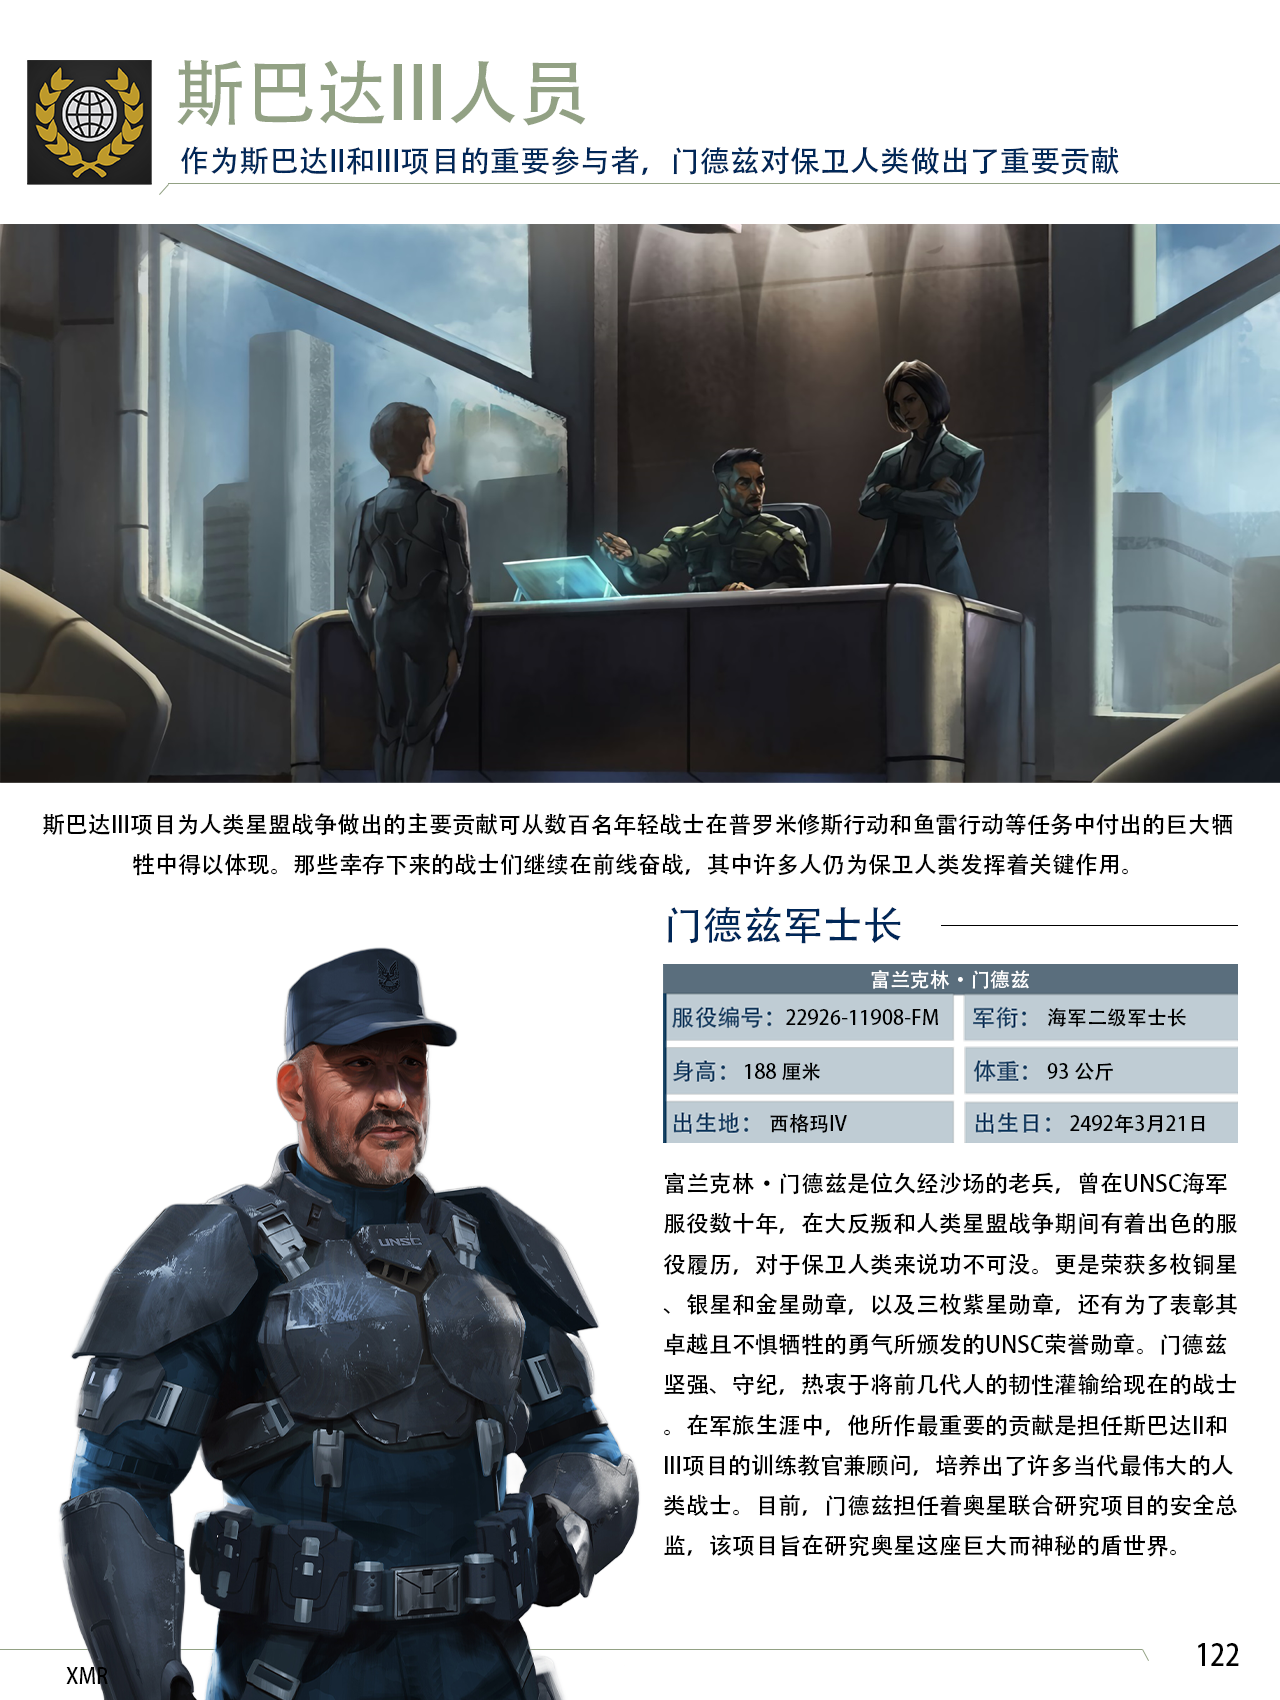 斯巴达III人员
作为斯巴达II和III项目的重要参与者，门德兹对保卫人类做出了重要贡献
斯巴达III项目为人类星盟战争做出的主要贡献可从数百名年轻战士在普罗米修斯行动和鱼雷行动等任务中付出的巨大牺
牲中得以体现。那些幸存下来的战士们继续在前线奋战，其中许多人仍为保卫人类发挥着关键作用。
门德兹军士长
富兰克林·门德兹
服役编号：22926-11908-FM 军衔：海军二级军士长
身高：188 厘米 体重：93 公斤
出生地：西格玛IV 出生日：2492年3月21日
富兰克林·门德兹是位久经沙场的老兵，曾在UNSC海军
服役数十年，在大反叛和人类星盟战争期间有着出色的服
役履历，对于保卫人类来说功不可没。更是荣获多枚铜星
、银星和金星勋章，以及三枚紫星勋章，还有为了表彰其
卓越且不惧牺牲的勇气所颁发的UNSC荣誉勋章。门德兹
坚强、守纪，热衷于将前几代人的韧性灌输给现在的战士
。在军旅生涯中，他所作最重要的贡献是担任斯巴达II和
III项目的训练教官兼顾问，培养出了许多当代最伟大的人
类战士。目前，门德兹担任着奥星联合研究项目的安全总
监，该项目旨在研究奥星这座巨大而神秘的盾世界。
UNSC
122
XMR